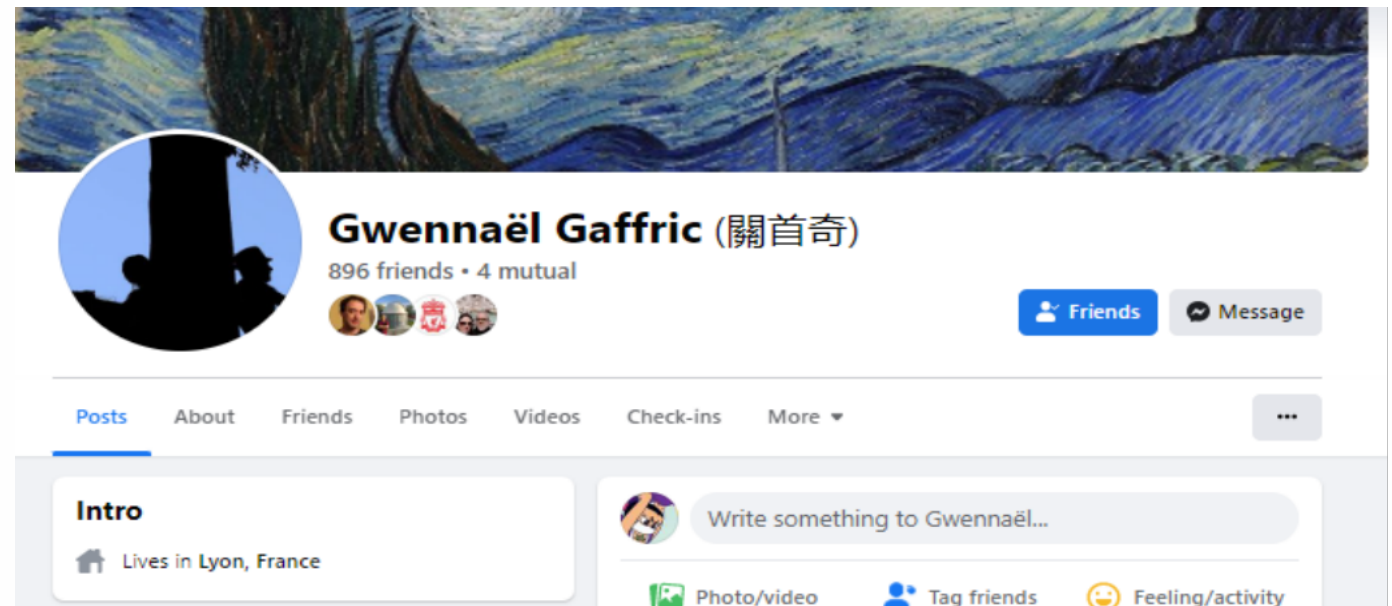 Gwennaël Gaffric (關首奇)
896 friends • 4 mutual
Friends
Message
Posts
About
Friends
Photos
Videos
Check-ins
More
Intro
Lives in Lyon, France
Write something to Gwennaël...
Photo/video
Tag friends
Feeling/activity